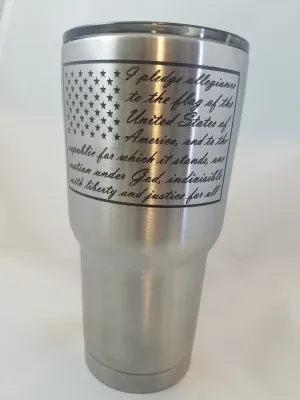 I pledge allegiance
to the flag of the
United States of
America, and to the
republic for which it stands, one
nation under God, indivisible
with liberty and justice for all